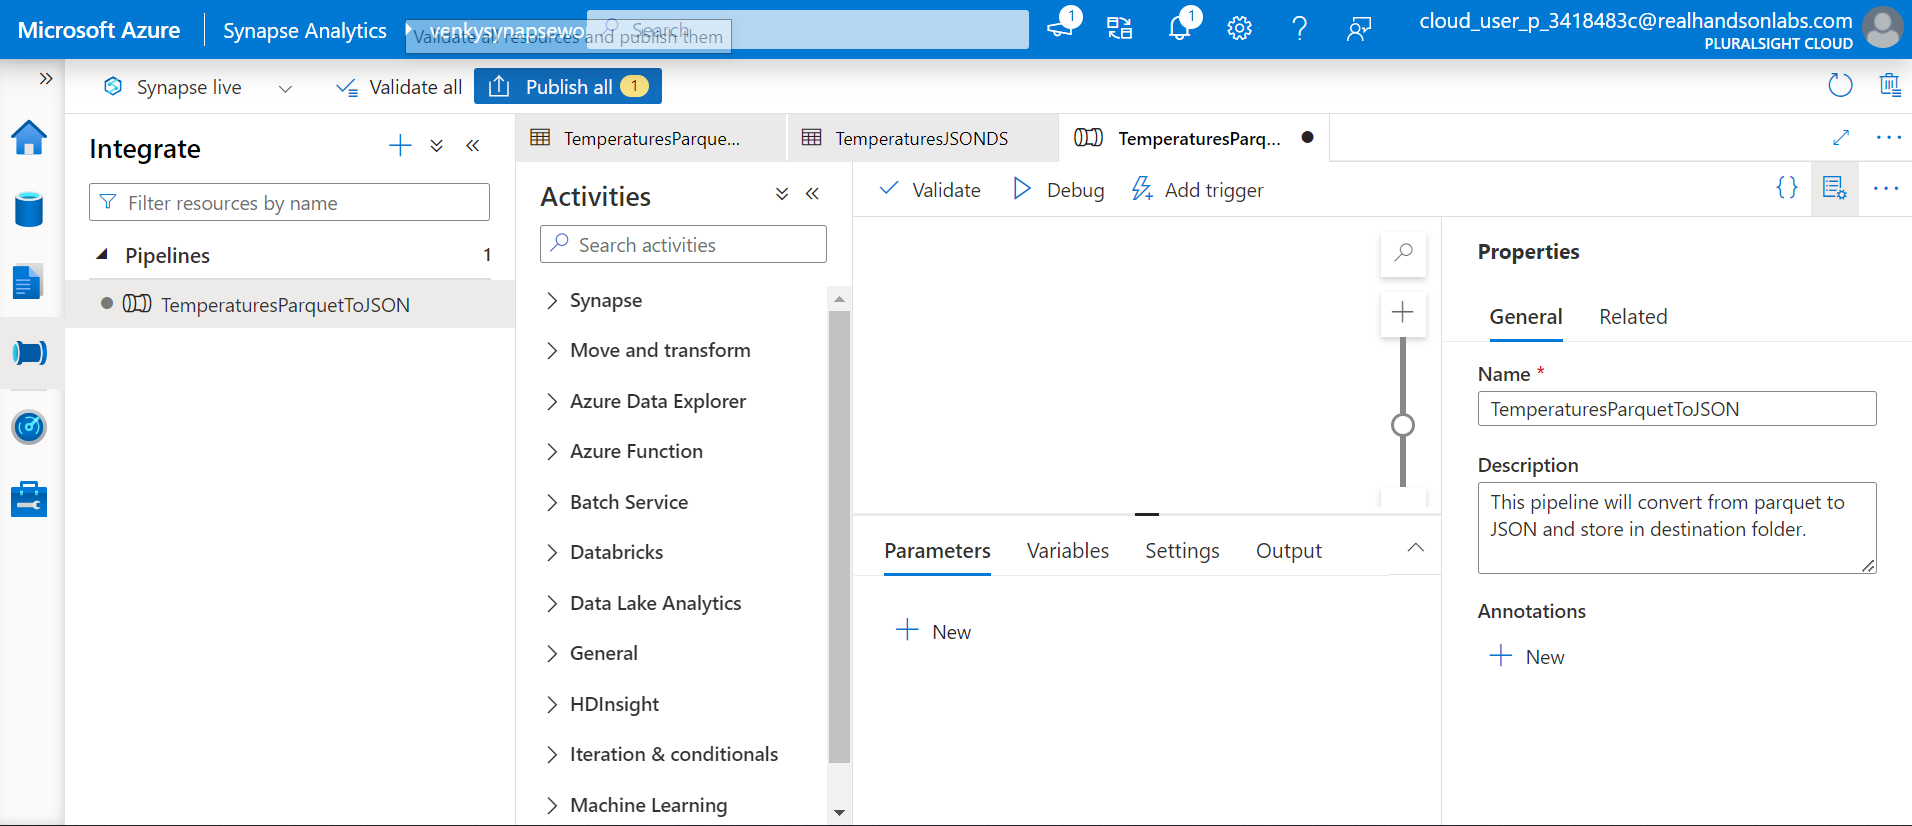 Microsoft Azure
Synapse Analytics
venkysynapsewo
Search
Validate all resources and publish them
1
1
cloud_user_p_3418483c@realhandsonlabs.com
PLURALSIGHT CLOUD
Synapse live
Validate all
Publish all 1
Integrate
Filter resources by name
Pipelines 1
TemperaturesParquetToJSON
TemperaturesParque...
TemperaturesJSONDS
TemperaturesParq...
Activities
Search activities
Synapse
Move and transform
Azure Data Explorer
Azure Function
Batch Service
Databricks
Data Lake Analytics
General
HDInsight
Iteration & conditionals
Machine Learning
Validate
Debug
Add trigger
Parameters
Variables
Settings
Output
New
Properties
General
Related
Name *
TemperaturesParquetToJSON
Description
This pipeline will convert from parquet to
JSON and store in destination folder.
Annotations
New